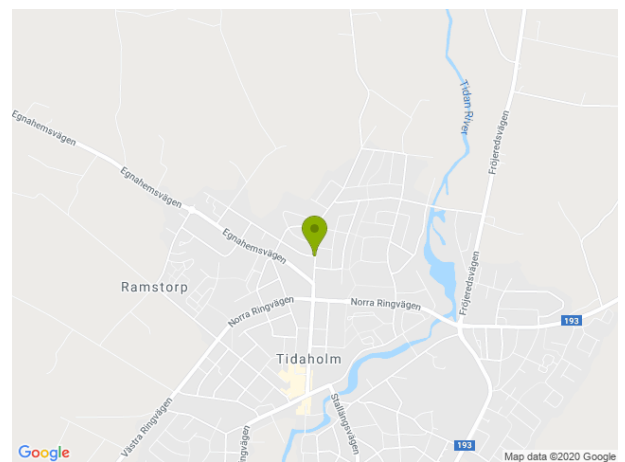 Egnahemsvägen
Tidan River
Fröjeredsvägen
Egnahemsvägen
Egnahemsvägen
Ramstorp
Fröjeredsvägen
Norra Ringvägen
Norra Ringvägen
193
Tidaholm
Västra Ringvägen
Stallängsvägen
193
Google
Map data ©2020 Google